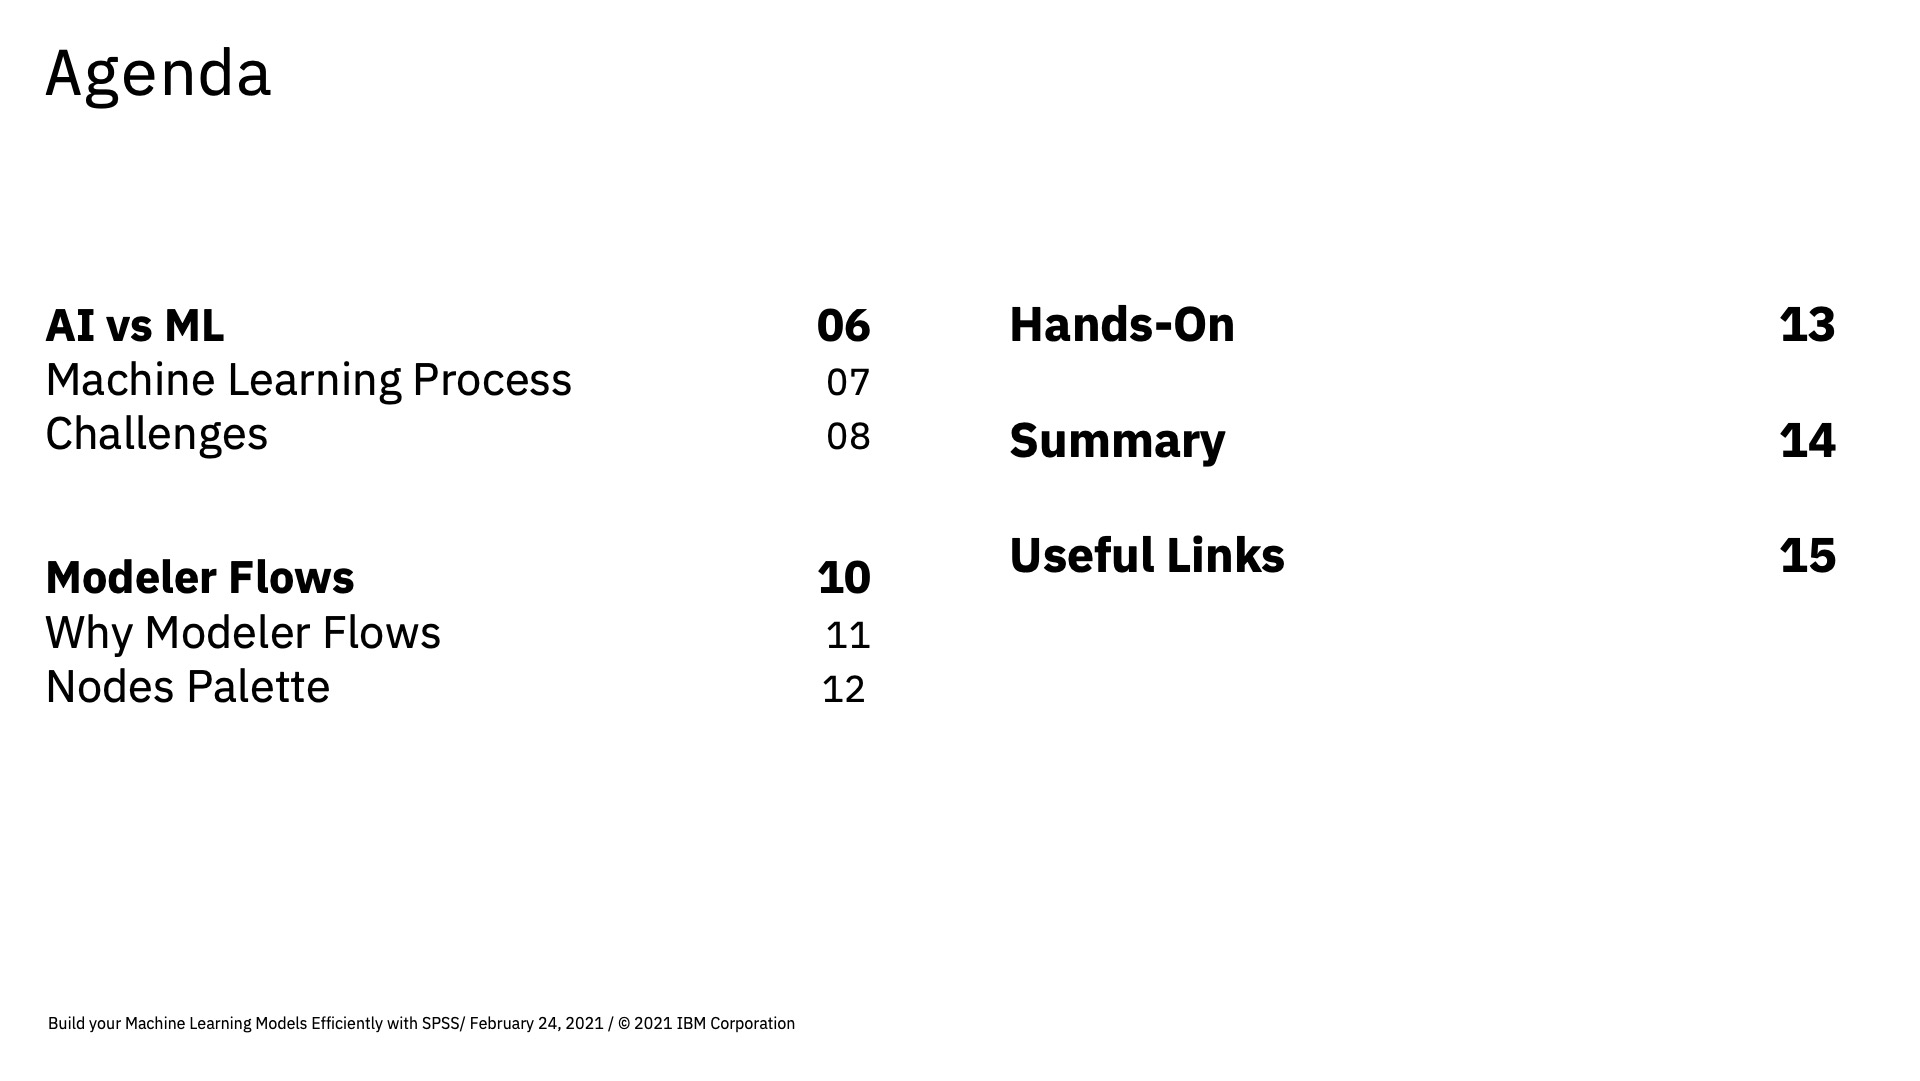 Agenda
AI vs ML 06
Machine Learning Process 07
Challenges 08
Modeler Flows 10
Why Modeler Flows 11
Nodes Palette 12
Hands-On 13
Summary 14
Useful Links 15
Build your Machine Learning Models Efficiently with SPSS/ February 24, 2021 / © 2021 IBM Corporation